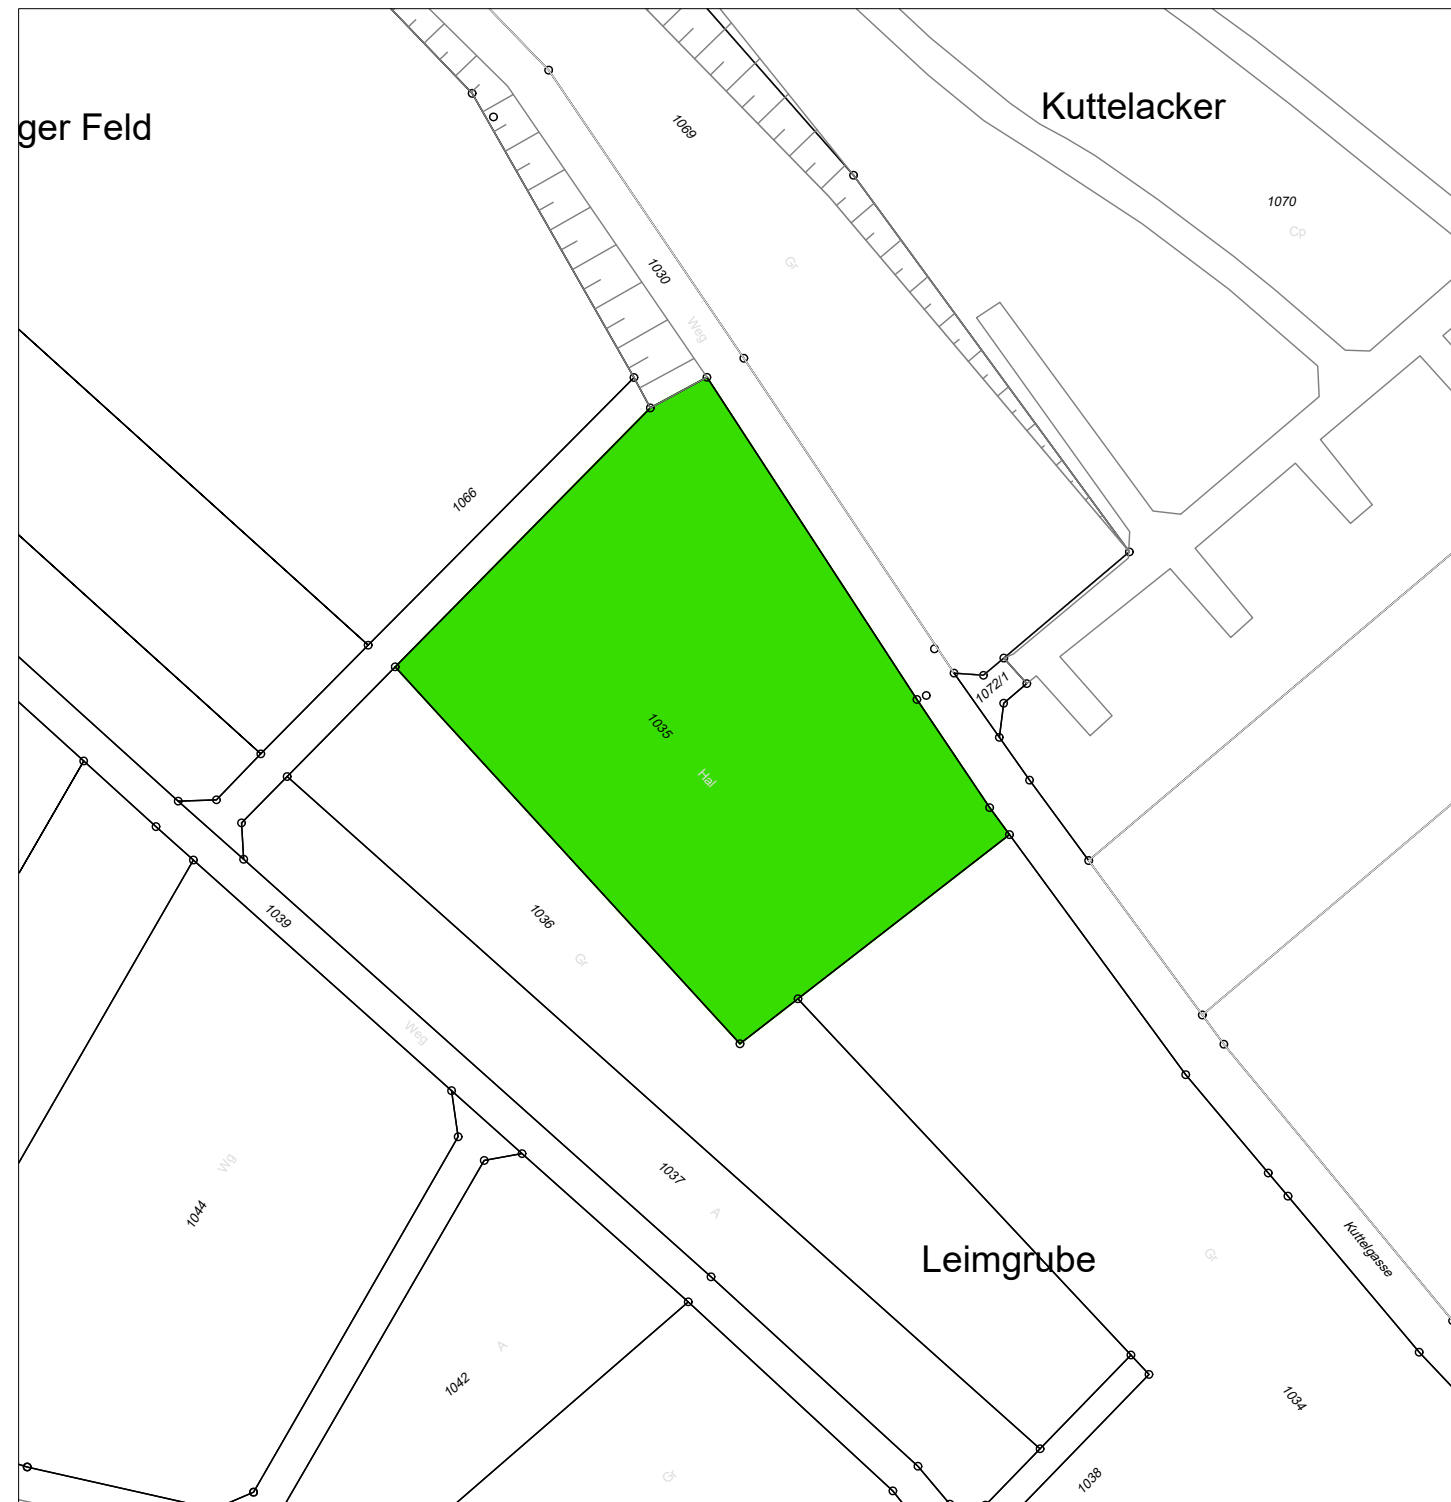 Kuttelacker
ger Feld
1069
1070
Cp
Gr
1030
Weg
1066
1072/1
1035
Hal
1036
Gr
1039
Weg
1037
A
Wg
1044
Leimgrube
Gr
Kuttelgasse
A
1042
1034
Gr
1038